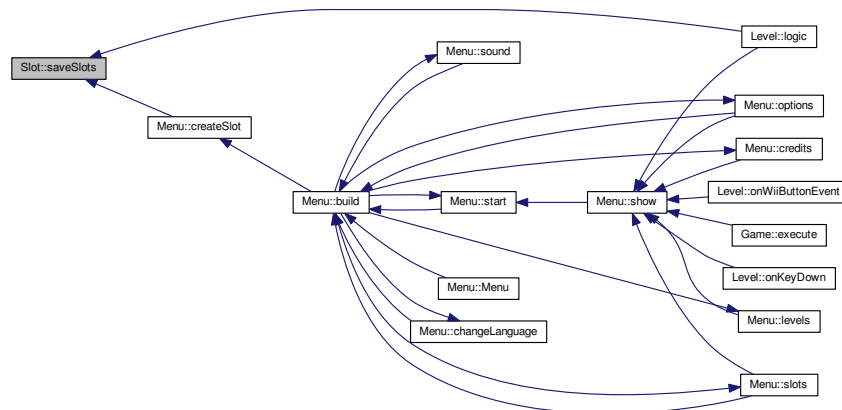 Level::logic
Menu::sound
Slot::saveSlots
Menu::options
Menu::createSlot
Menu::credits
Level::onWiiButtonEvent
Menu::build
Menu::start
Menu::show
Game::execute
Level::onKeyDown
Menu::Menu
Menu::levels
Menu::changeLanguage
Menu::slots